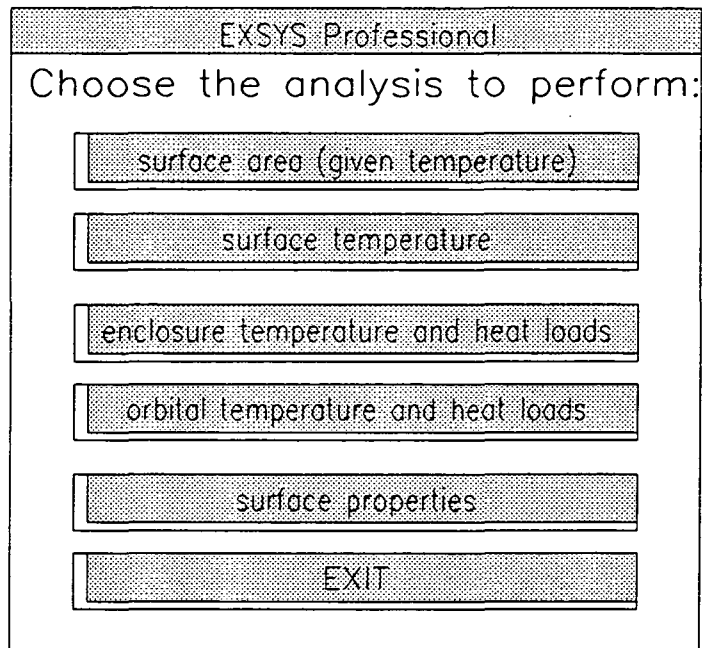 EXSYS Professional
Choose the analysis to perform:
surface area (given temperature)
surface temperature
enclosure temperature and heat loads
orbital temperature and heat loads
surface properties
EXIT